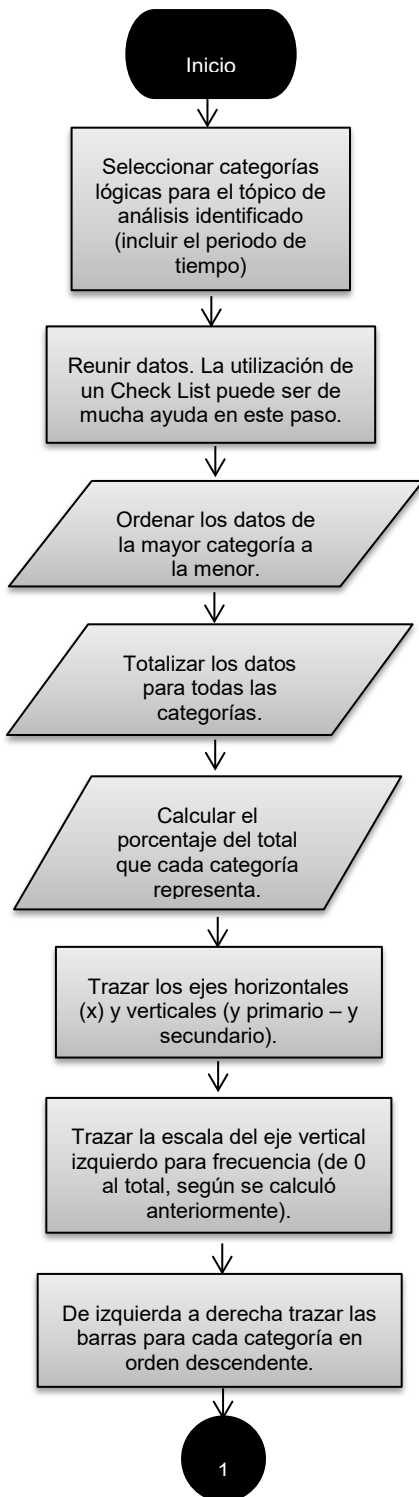 Inicio
Seleccionar categorías
lógicas para el tópico de
análisis identificado
(incluir el periodo de
tiempo)
Reunir datos. La utilización de
un Check List puede ser de
mucha ayuda en este paso.
Ordenar los datos de
la mayor categoría a
la menor.
Totalizar los datos
para todas las
categorías.
Calcular el
porcentaje del total
que cada categoría
representa.
Trazar los ejes horizontales
(x) y verticales (y primario – y
secundario).
Trazar la escala del eje vertical
izquierdo para frecuencia (de 0
al total, según se calculó
anteriormente).
De izquierda a derecha trazar las
barras para cada categoría en
orden descendente.
1